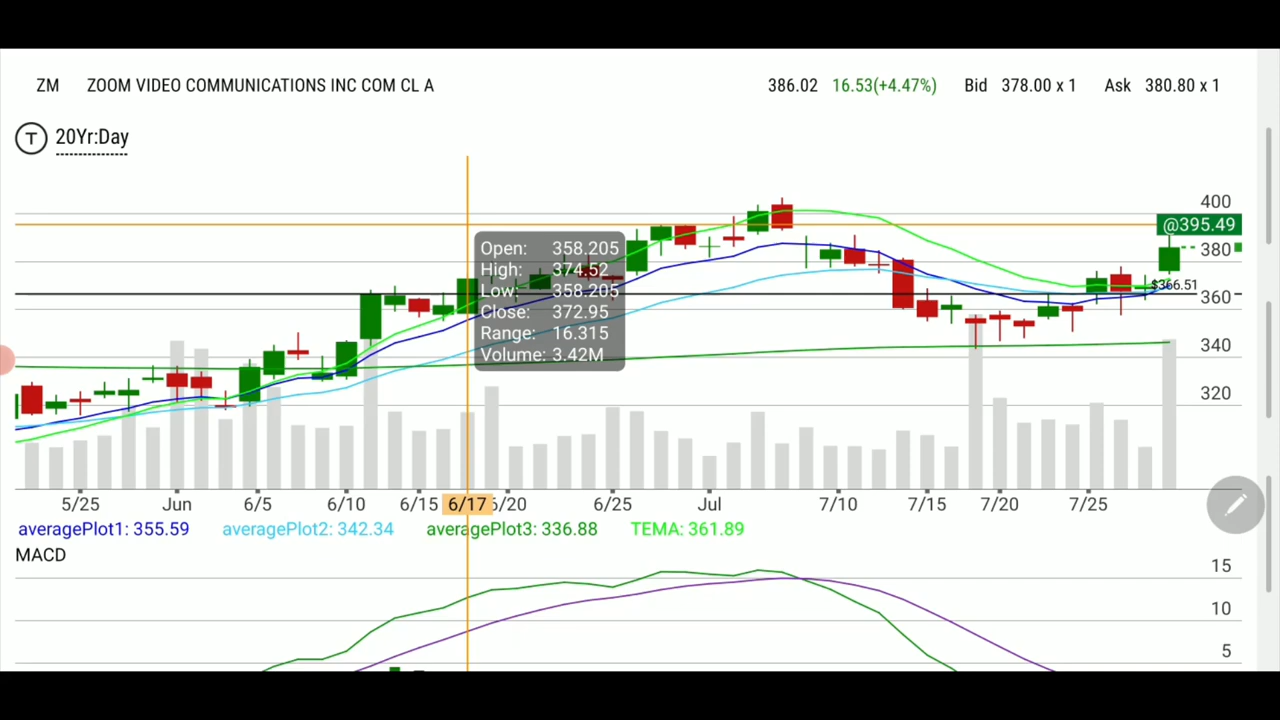 ZM ZOOM VIDEO COMMUNICATIONS INC COM CL A 386.02 16.53(+4.47%) Bid 378.00 x 1 Ask 380.80 x 1
T 20Yr:Day
400
@395.49
380
$366.51
360
340
320
Open: 358.205
High: 374.52
Low: 358.205
Close: 372.95
Range: 16.315
Volume: 3.42M
5/25 Jun 6/5 6/10 6/15 6/17 6/20 6/25 Jul 7/10 7/15 7/20 7/25
averagePlot1: 355.59 averagePlot2: 342.34 averagePlot3: 336.88 TEMA: 361.89
MACD
15
10
5